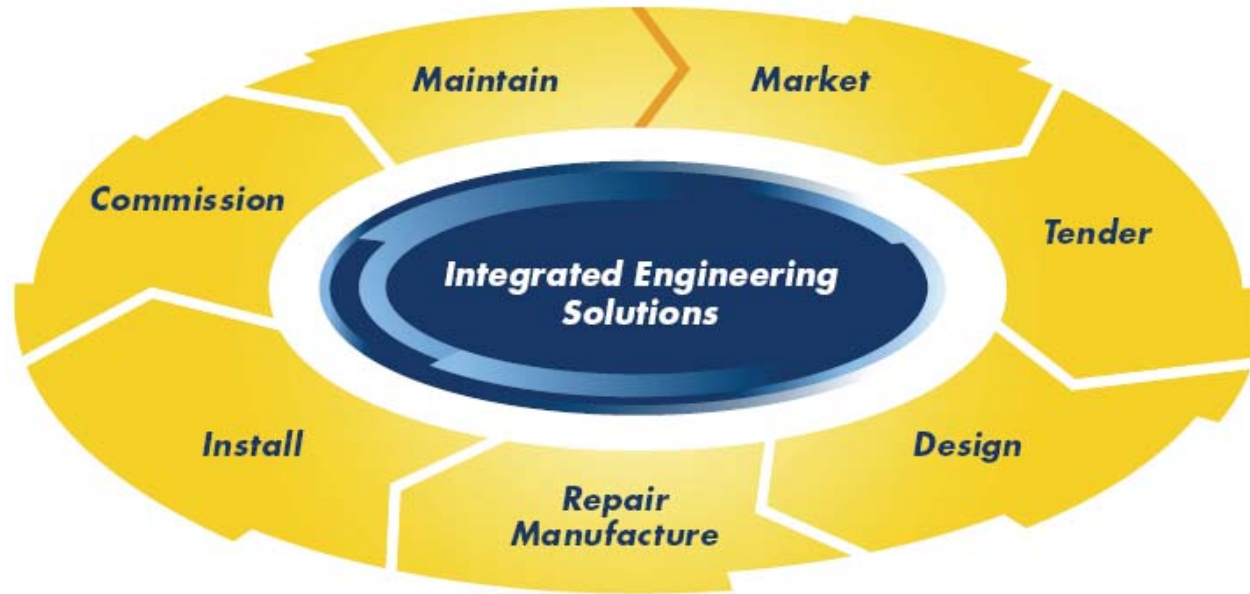 Maintain
Market
Commission
Tender
Integrated Engineering
Solutions
Install
Design
Repair
Manufacture